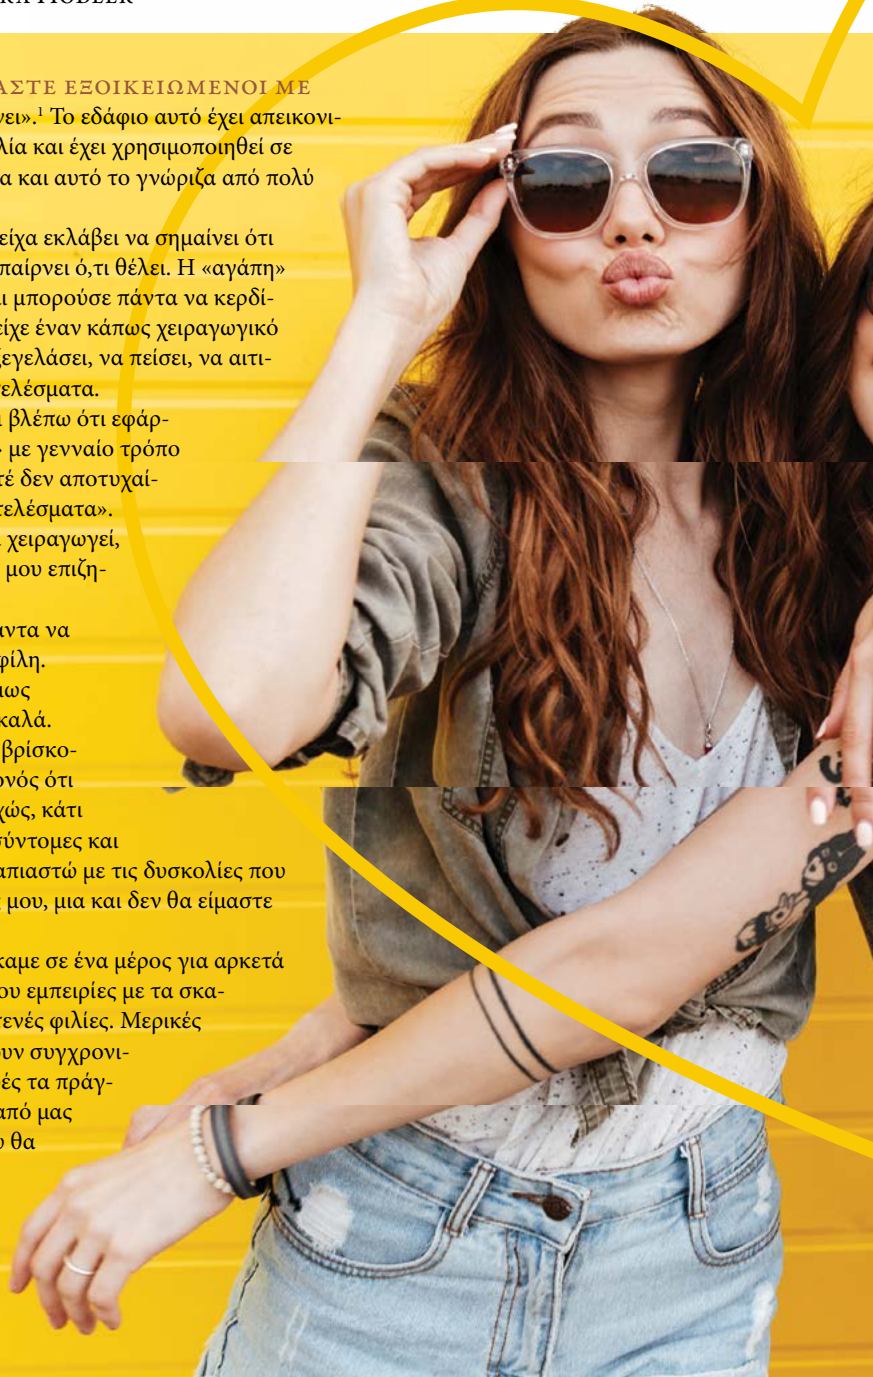 ΑΣΤΕ ΕΞΟΙΚΕΙΩΜΕΝΟΙ ΜΕ
νει».¹ Το εδάφιο αυτό έχει απεικονι-
λία και έχει χρησιμοποιηθεί σε
α και αυτό το γνώριζα από πολύ
είχα εκλάβει να σημαίνει ότι
παίρνει ό,τι θέλει. Η «αγάπη»
ι μπορούσε πάντα να κερδί-
είχε έναν κάπως χειραγωγικό
ξεγελάσει, να πείσει, να αιτι-
ελέσματα.
ι βλέπω ότι εφάρ-
» με γενναίο τρόπο
τέ δεν αποτυχαί-
τελέσματα».
χειραγωγεί,
μου επιζη-
άντα να
φίλη.
μως
καλά.
βρίσκο-
ονός ότι
χώς, κάτι
σύντομες και
απιαστώ με τις δυσκολίες που
μου, μια και δεν θα είμαστε
καμε σε ένα μέρος για αρκετά
ου εμπειρίες με τα σκα-
τενές φιλίες. Μερικές
υν συγχρονι-
ές τα πράγ-
από μας
υ θα